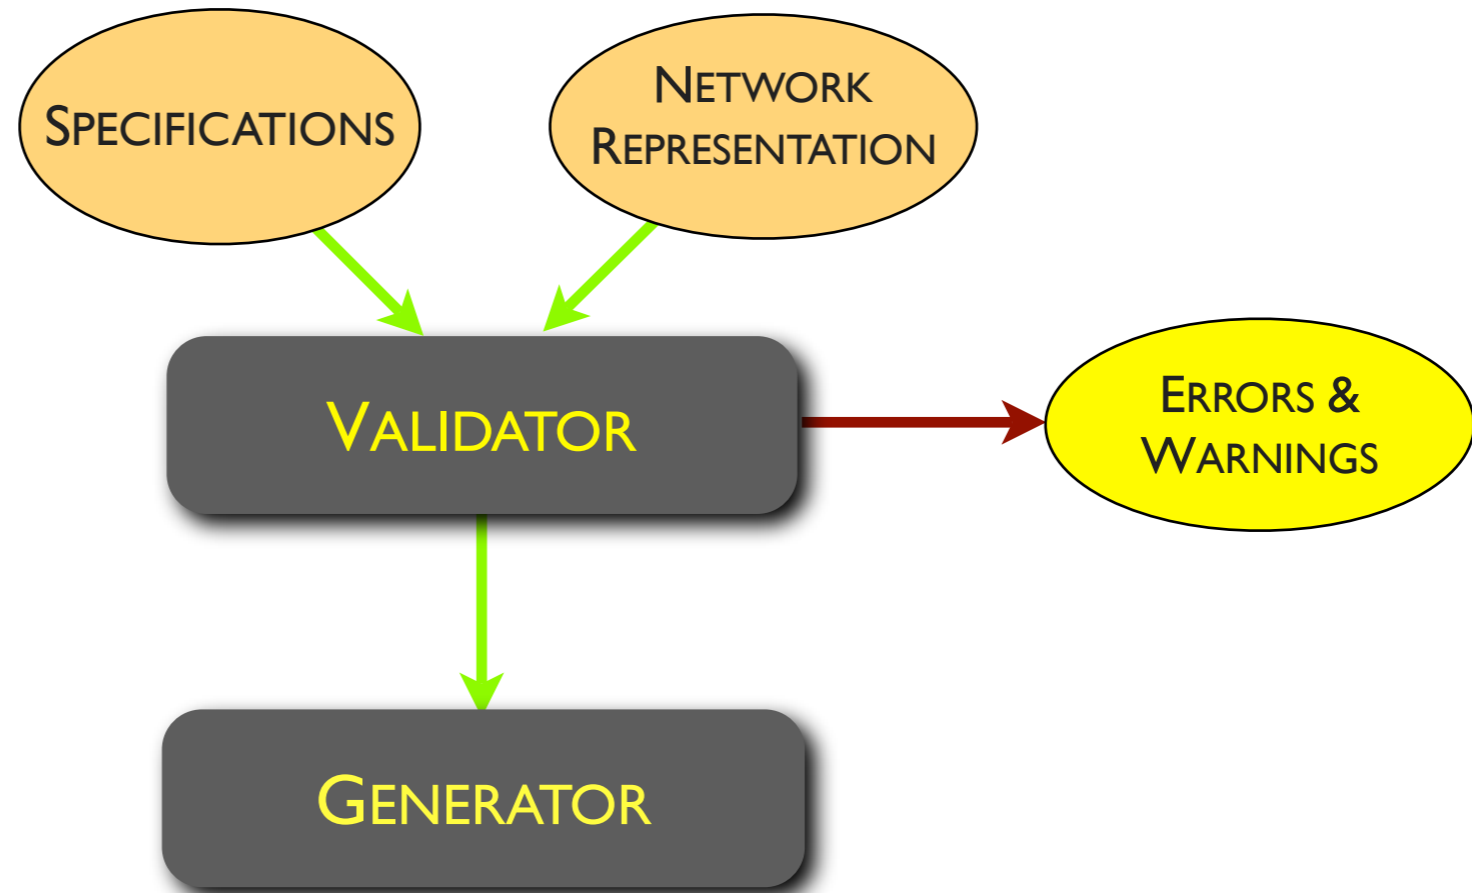 SPECIFICATIONS
NETWORK
REPRESENTATION
VALIDATOR
ERRORS &
WARNINGS
GENERATOR